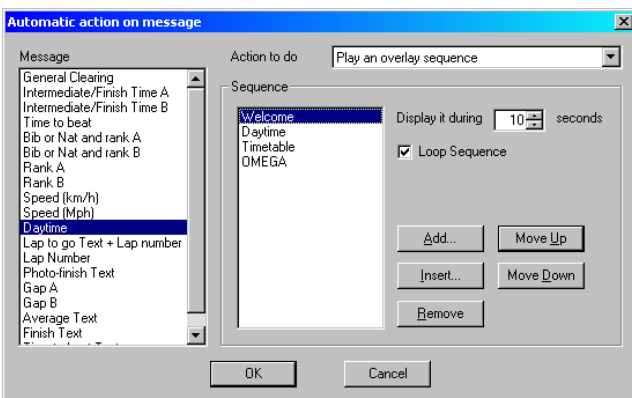 Automatic action on message
Message
General Clearing
Intermediate/Finish Time A
Intermediate/Finish Time B
Time to beat
Bib or Nat and rank A
Bib or Nat and rank B
Rank A
Rank B
Speed (km/h)
Speed (Mph)
Daytime
Lap to go Text + Lap number
Lap Number
Photo-finish Text
Gap A
Gap B
Average Text
Finish Text
Action to do
Play an overlay sequence
Sequence
Welcome
Daytime
Timetable
OMEGA
Display it during 10 seconds
Loop Sequence
Add... Move Up
Insert... Move Down
Remove
OK Cancel